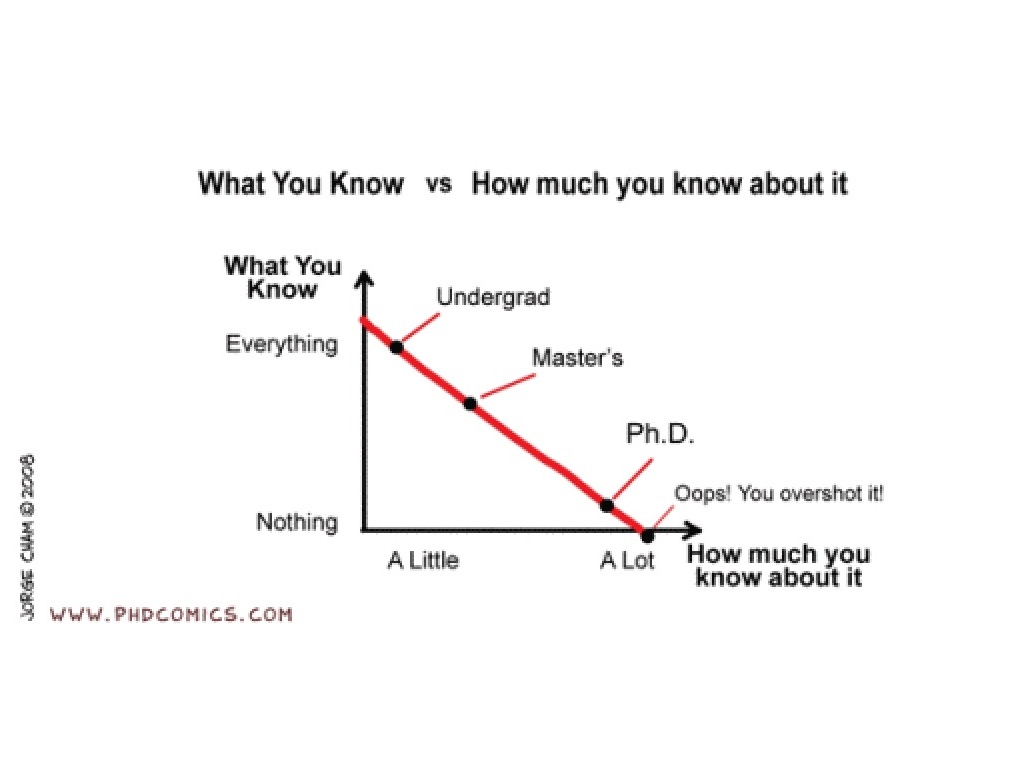 What You Know vs How much you know about it
What You
Know
Undergrad
Everything
Master's
Ph.D.
Oops! You overshot it!
Nothing
A Little
A Lot
How much you
know about it
JORGE CHAM © 2008
WWW.PHDCOMICS.COM